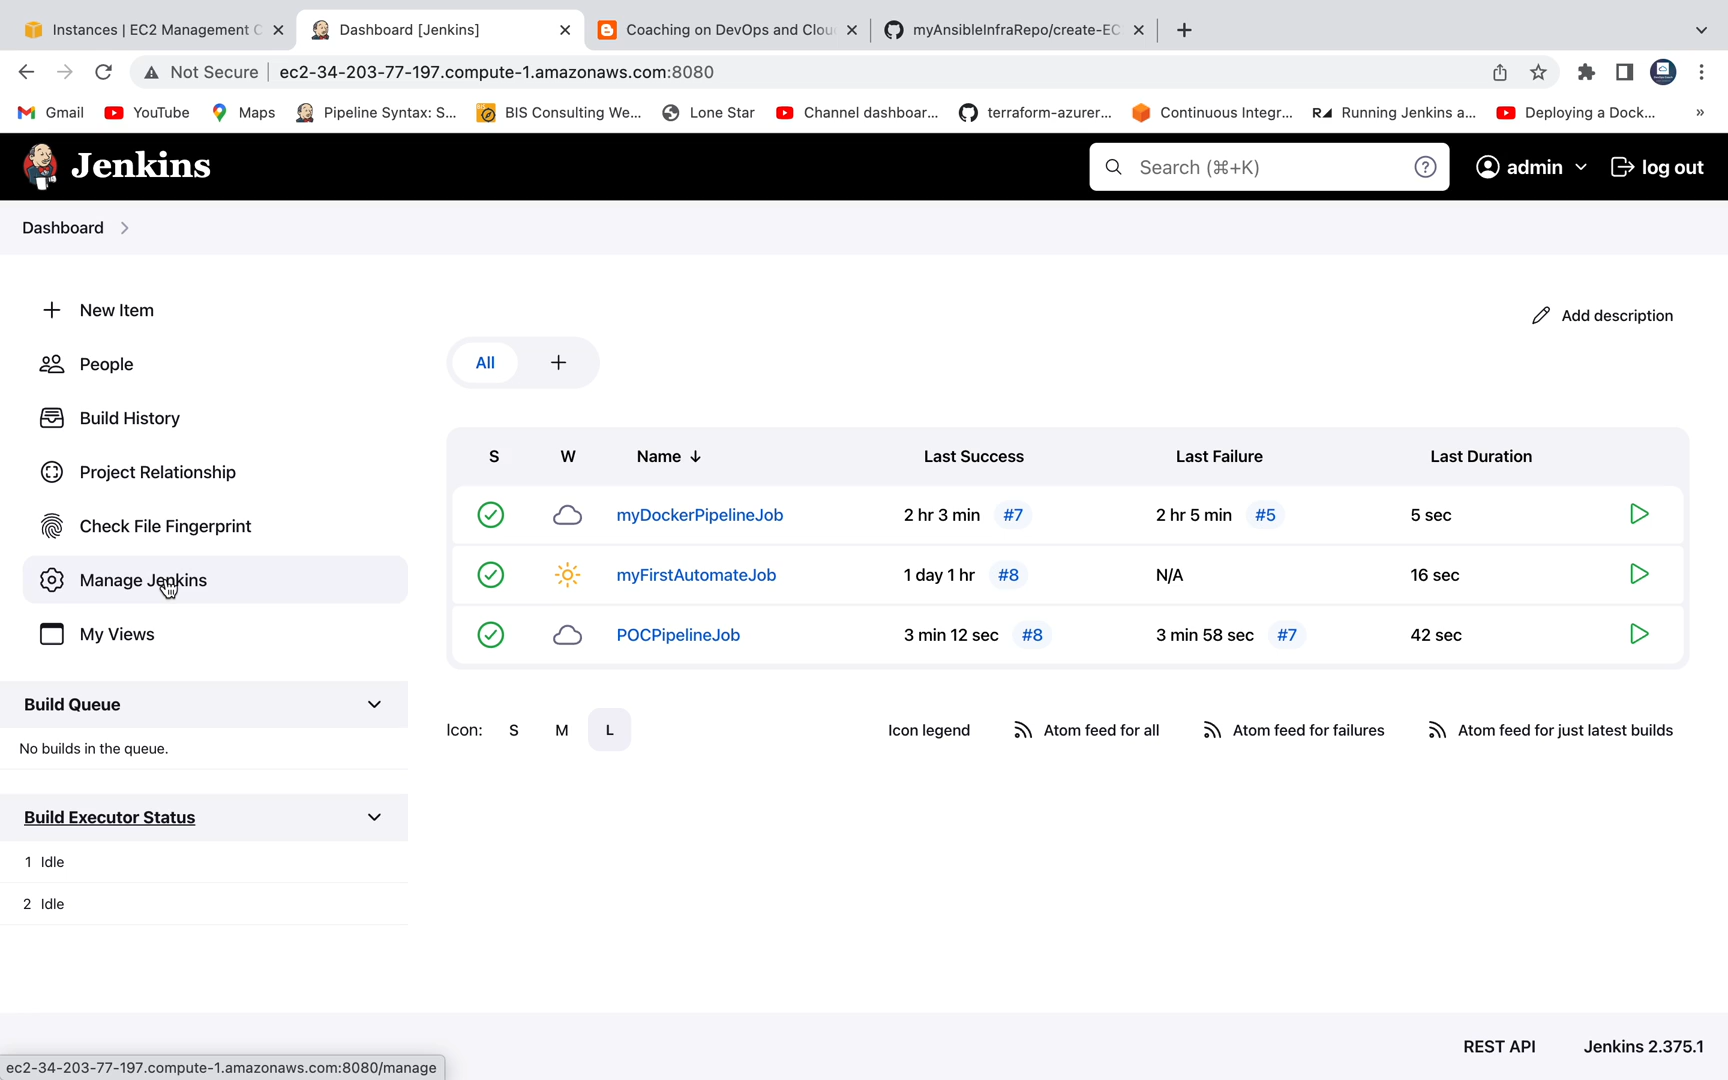 Instances | EC2 Management C
Dashboard [Jenkins]
Coaching on DevOps and Clou
myAnsibleInfraRepo/create-EC
Not Secure
ec2-34-203-77-197.compute-1.amazonaws.com:8080
Gmail
YouTube
Maps
Pipeline Syntax: S...
BIS Consulting We...
Lone Star
Channel dashboar...
terraform-azurer...
Continuous Integr...
Running Jenkins a...
Deploying a Dock...
»
Jenkins
Search (⌘+K)
admin
log out
Dashboard
New Item
People
Build History
Project Relationship
Check File Fingerprint
Manage Jenkins
My Views
Build Queue
No builds in the queue.
Build Executor Status
1 Idle
2 Idle
Add description
All +
S W Name ↓ Last Success Last Failure Last Duration
myDockerPipelineJob 2 hr 3 min #7 2 hr 5 min #5 5 sec
myFirstAutomateJob 1 day 1 hr #8 N/A 16 sec
POCPipelineJob 3 min 12 sec #8 3 min 58 sec #7 42 sec
Icon: S M L
Icon legend
Atom feed for all
Atom feed for failures
Atom feed for just latest builds
REST API
Jenkins 2.375.1
ec2-34-203-77-197.compute-1.amazonaws.com:8080/manage